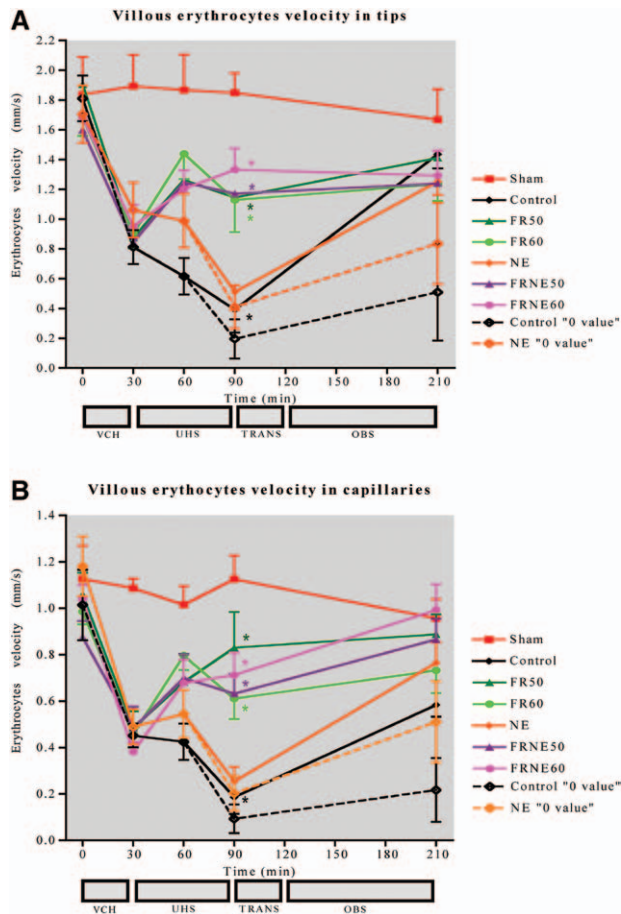 A
Villous erythrocytes velocity in tips
Erythrocytes velocity (mm/s)
2.2
2.0
1.8
1.6
1.4
1.2
1.0
0.8
0.6
0.4
0.2
0.0
* * * * *
0 30 60 90 120 150 180 210
Time (min)
VCH UHS TRANS OBS
Sham
Control
FR50
FR60
NE
FRNE50
FRNE60
Control "0 value"
NE "0 value"
B
Villous erythocytes velocity in capillaries
Erythrocytes velocity (mm/s)
1.4
1.2
1.0
0.8
0.6
0.4
0.2
0.0
* * * * *
0 30 60 90 120 150 180 210
Time (min)
VCH UHS TRANS OBS
Sham
Control
FR50
FR60
NE
FRNE50
FRNE60
Control "0 value"
NE "0 value"